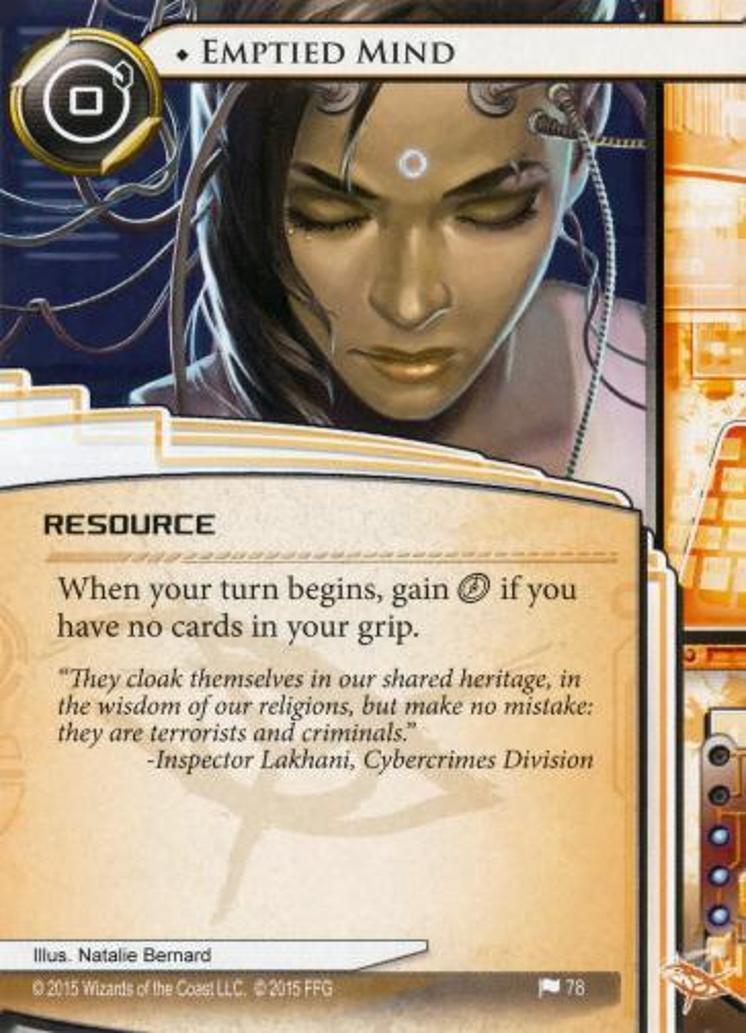 ◆ Emptied Mind
RESOURCE
When your turn begins, gain if you
have no cards in your grip.
“They cloak themselves in our shared heritage, in
the wisdom of our religions, but make no mistake:
they are terrorists and criminals.”
-Inspector Lakhani, Cybercrimes Division
Illus. Natalie Bernard
© 2015 Wizards of the Coast LLC. © 2015 FFG
78